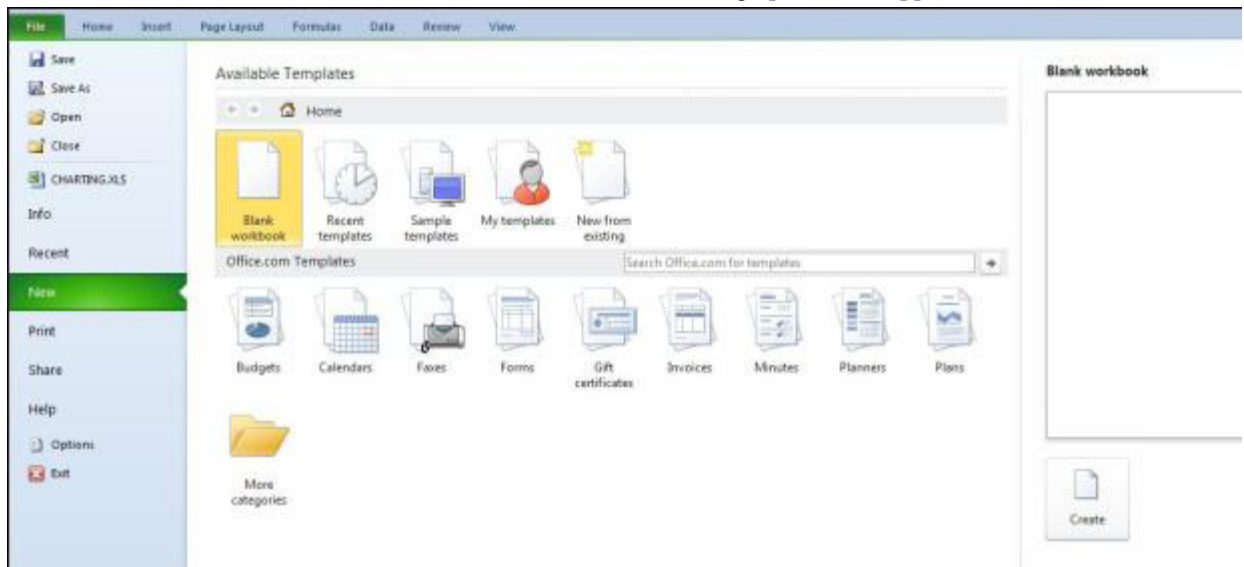 File Home Insert Page Layout Formulas Data Review View
Save
Save As
Open
Close
CHARTING.XLS
Info
Recent
New
Print
Share
Help
Options
Exit
Available Templates
Home
Blank workbook
Recent templates
Sample templates
My templates
New from existing
Office.com Templates
Search Office.com for templates
Budgets
Calendars
Faxes
Forms
Gift certificates
Invoices
Minutes
Planners
Plans
More categories
Blank workbook
Create